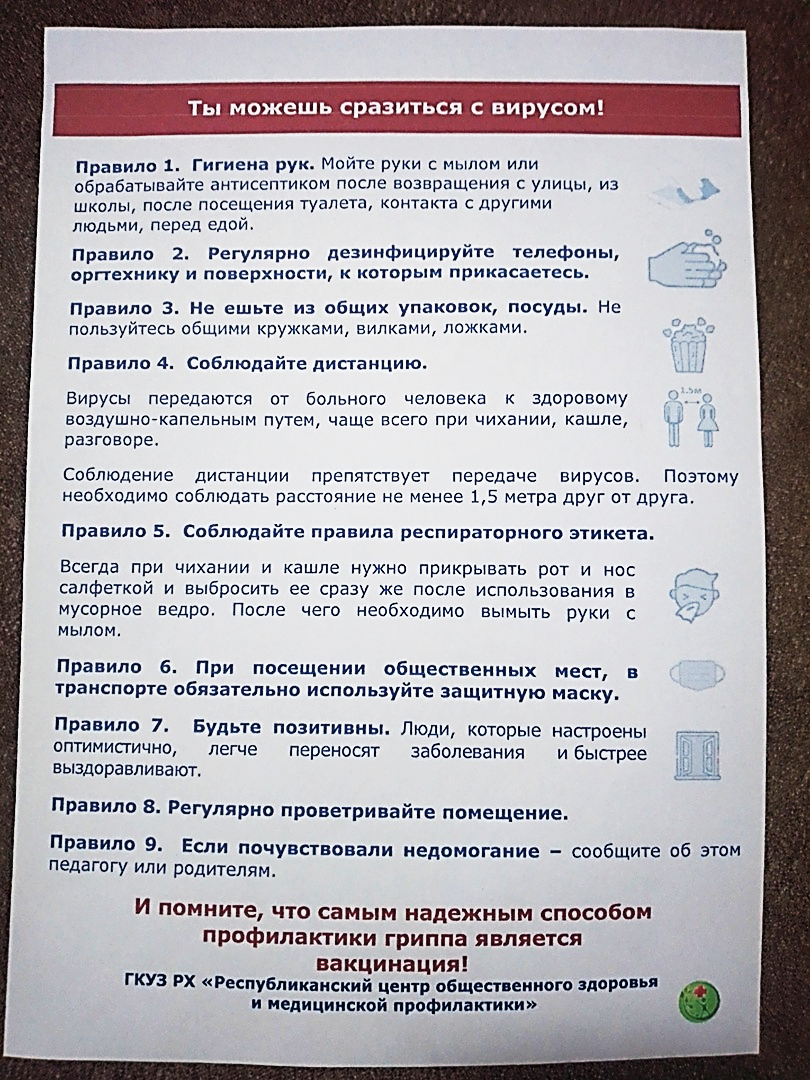 Ты можешь сразиться с вирусом!
Правило 1. Гигиена рук. Мойте руки с мылом или
обрабатывайте антисептиком после возвращения с улицы, из
школы, после посещения туалета, контакта с другими
людьми, перед едой.
Правило 2. Регулярно дезинфицируйте телефоны,
оргтехнику и поверхности, к которым прикасаетесь.
Правило 3. Не ешьте из общих упаковок, посуды. Не
пользуйтесь общими кружками, вилками, ложками.
Правило 4. Соблюдайте дистанцию.
1,5м
Вирусы передаются от больного человека к здоровому
воздушно-капельным путем, чаще всего при чихании, кашле,
разговоре.
Соблюдение дистанции препятствует передаче вирусов. Поэтому
необходимо соблюдать расстояние не менее 1,5 метра друг от друга.
Правило 5. Соблюдайте правила респираторного этикета.
Всегда при чихании и кашле нужно прикрывать рот и нос
салфеткой и выбросить ее сразу же после использования в
мусорное ведро. После чего необходимо вымыть руки с
мылом.
Правило 6. При посещении общественных мест, в
транспорте обязательно используйте защитную маску.
Правило 7. Будьте позитивны. Люди, которые настроены
оптимистично, легче переносят заболевания и быстрее
выздоравливают.
Правило 8. Регулярно проветривайте помещение.
Правило 9. Если почувствовали недомогание – сообщите об этом
педагогу или родителям.
И помните, что самым надежным способом
профилактики гриппа является
вакцинация!
ГКУЗ РХ «Республиканский центр общественного здоровья
и медицинской профилактики»